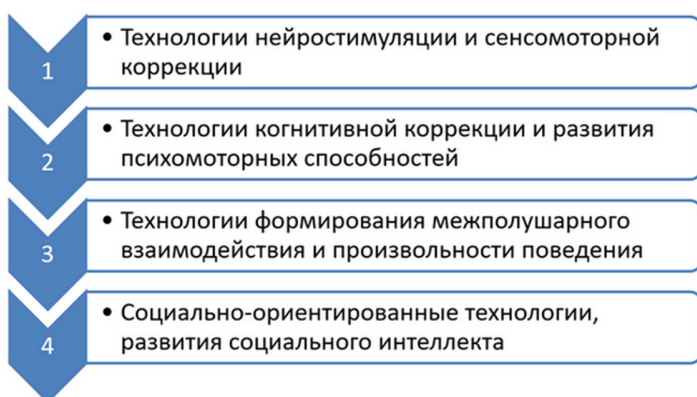 1
• Технологии нейростимуляции и сенсомоторной
коррекции
2
• Технологии когнитивной коррекции и развития
психомоторных способностей
3
• Технологии формирования межполушарного
взаимодействия и произвольности поведения
4
• Социально-ориентированные технологии,
развития социального интеллекта